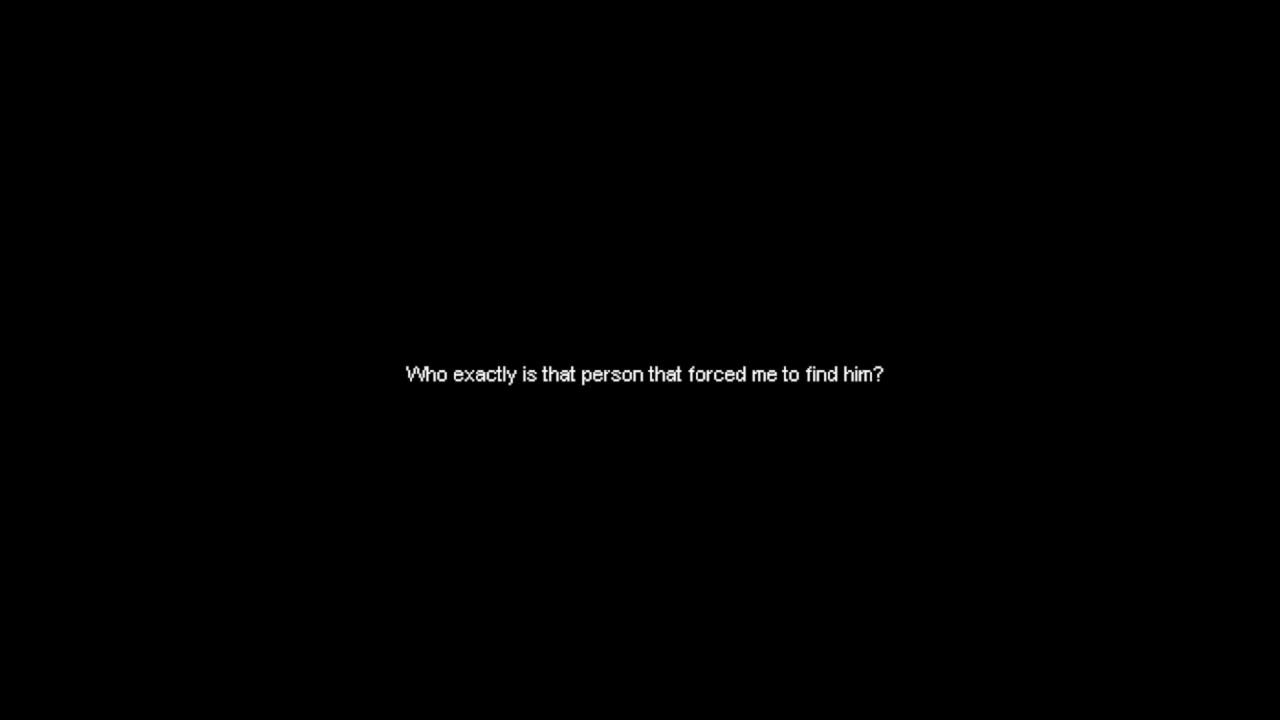 Who exactly is that person that forced me to find him?